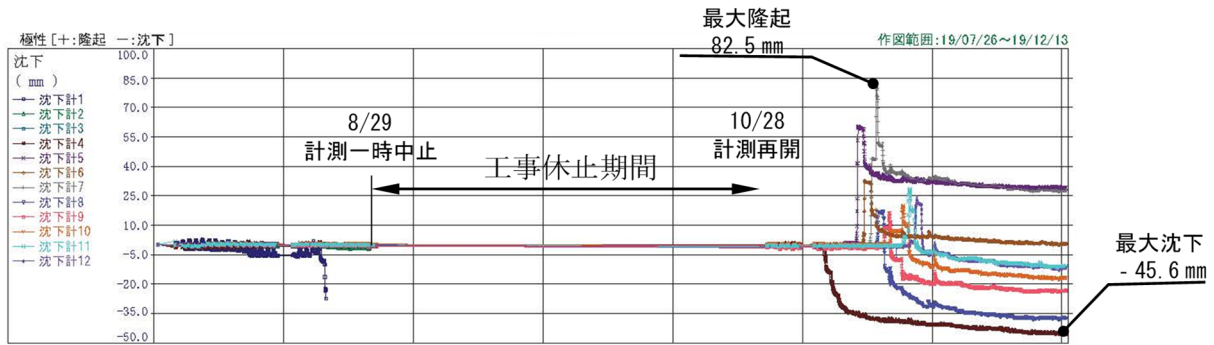 最大隆起
82.5 mm
極性[+:隆起 ー:沈下]
作図範囲:19/07/26~19/12/13
沈下
( mm )
100.0
85.0
70.0
55.0
40.0
25.0
10.0
-5.0
-20.0
-35.0
-50.0
沈下計1
沈下計2
沈下計3
沈下計4
沈下計5
沈下計6
沈下計7
沈下計8
沈下計9
沈下計10
沈下計11
沈下計12
8/29
計測一時中止
工事休止期間
10/28
計測再開
最大沈下
- 45.6 mm